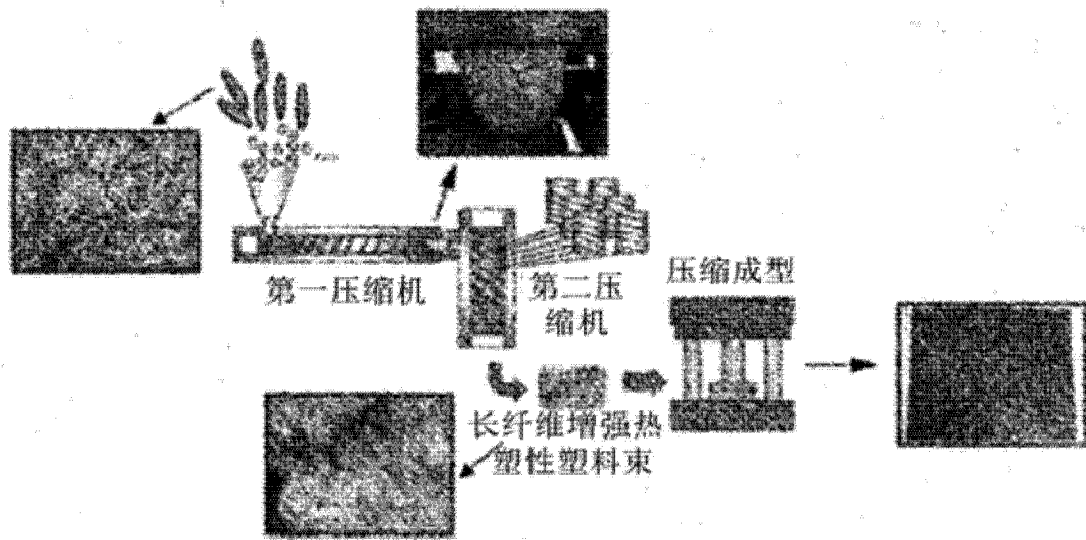 第一压缩机
第二压
缩机
压缩成型
长纤维增强热
塑性塑料束